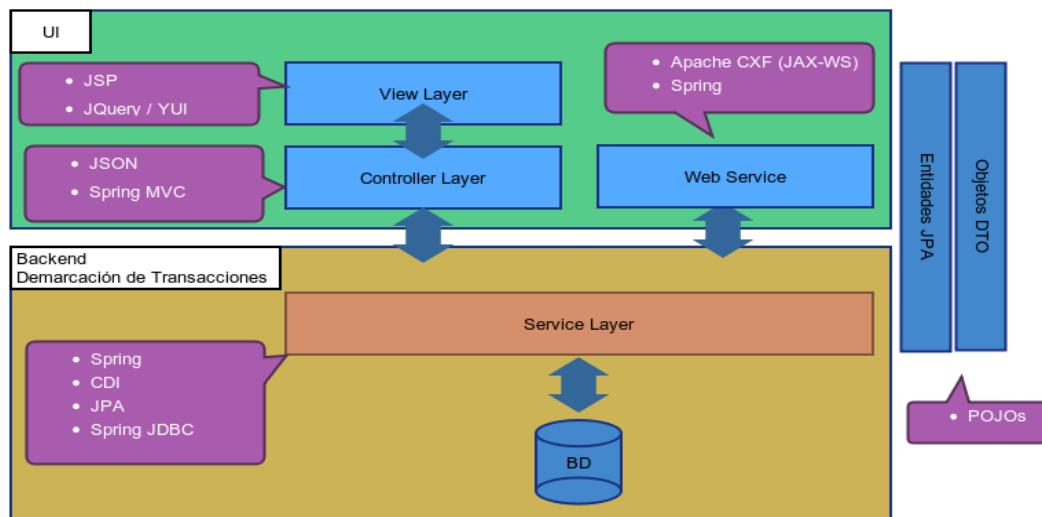 UI
JSP
JQuery / YUI
View Layer
Apache CXF (JAX-WS)
Spring
JSON
Spring MVC
Controller Layer
Web Service
Entidades JPA
Objetos DTO
Backend
Demarcación de Transacciones
Service Layer
Spring
CDI
JPA
Spring JDBC
POJOs
BD